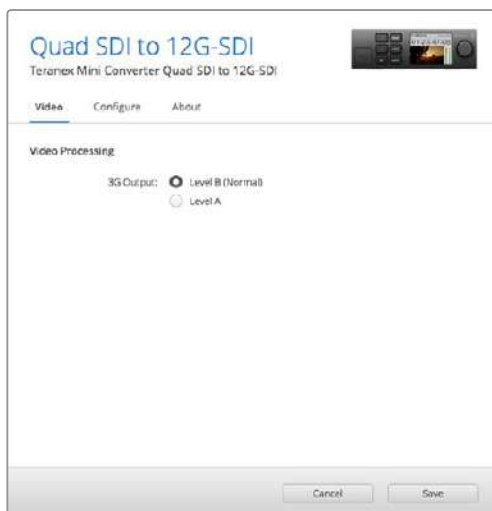 Quad SDI to 12G-SDI
Teranex Mini Converter Quad SDI to 12G-SDI
Video Configure About
Video Processing
3G Output: Level B (Normal)
Level A
Cancel Save